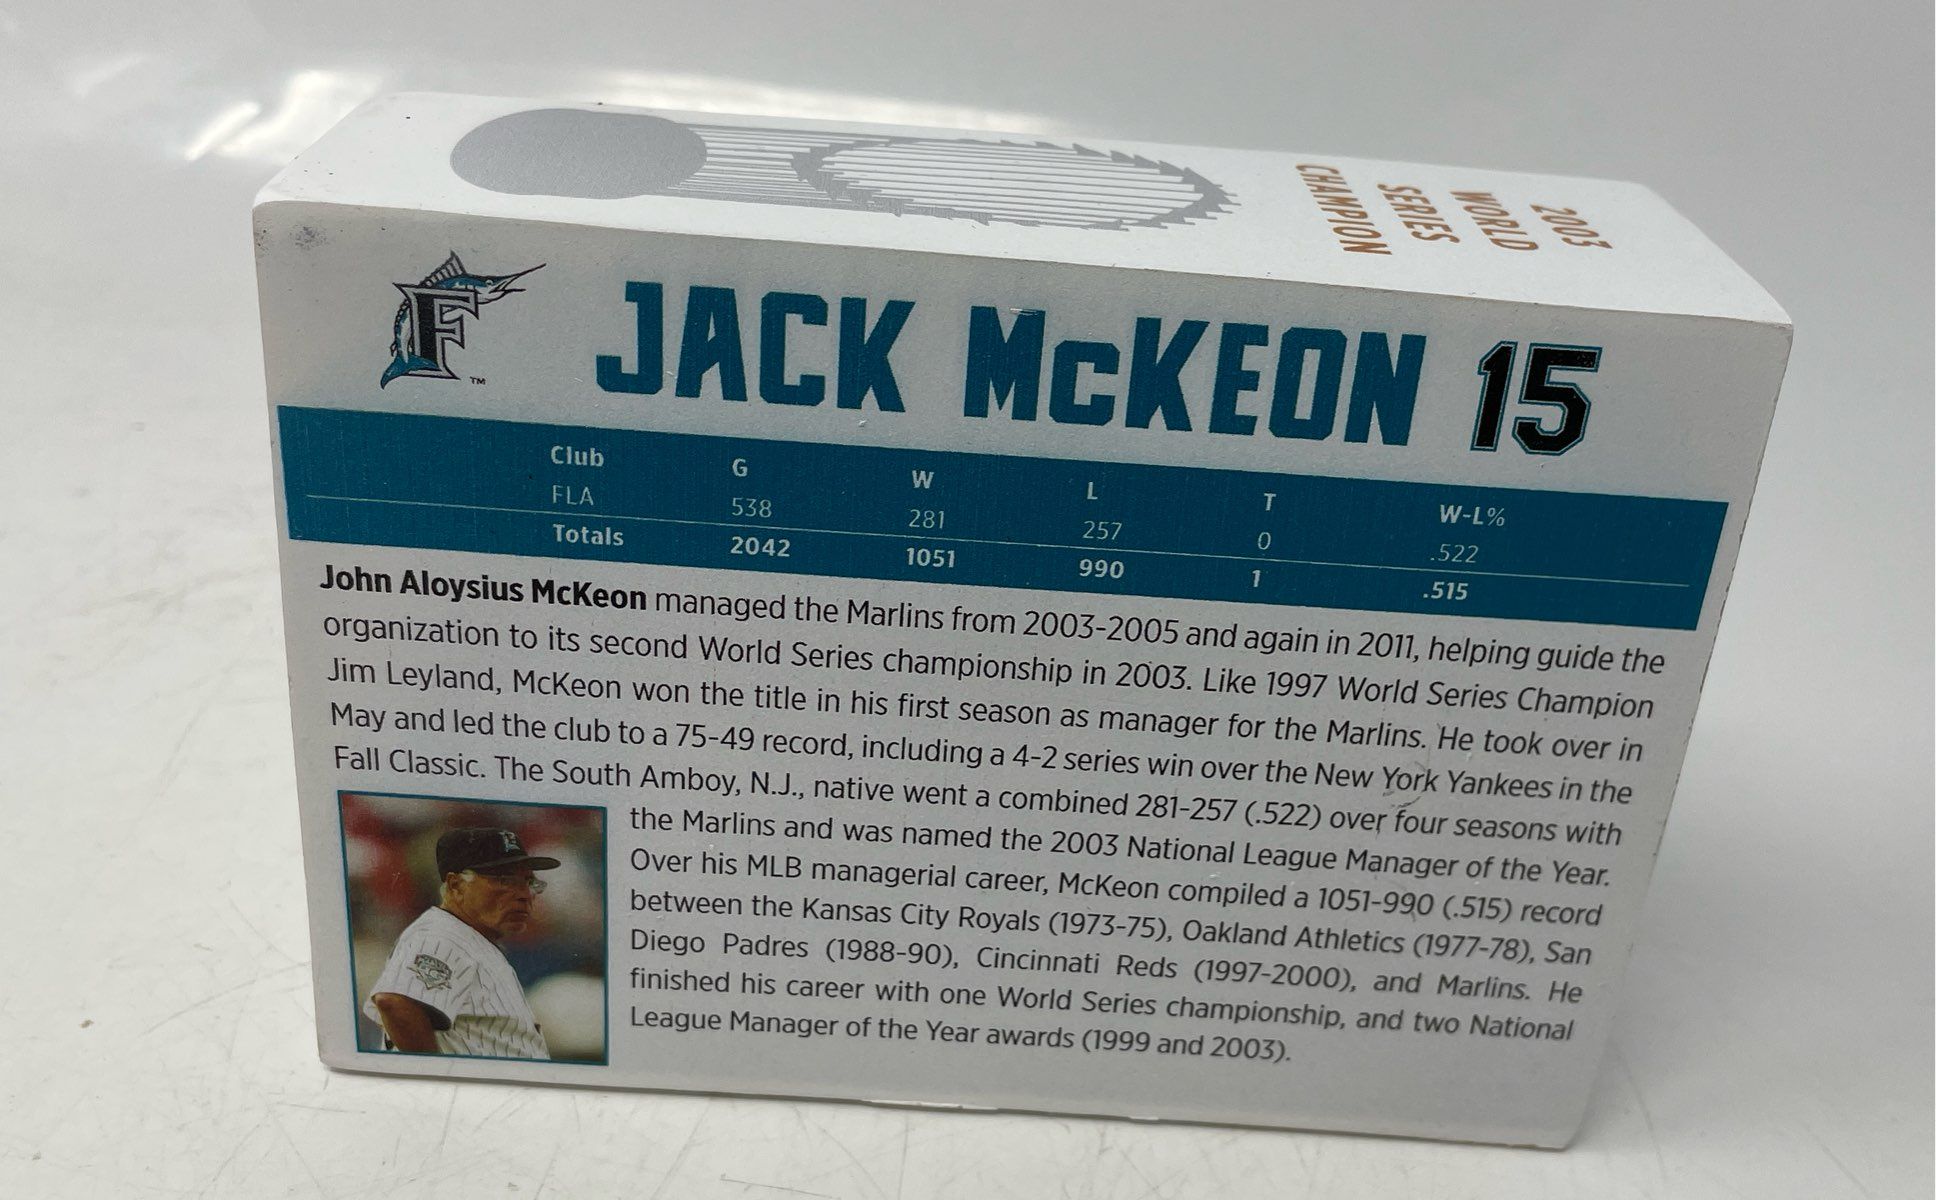 2003
WORLD
SERIES
CHAMPION
F
TM
JACK McKEON 15
Club G W L T W-L%
FLA 538 281 257 0 .522
Totals 2042 1051 990 1 .515
John Aloysius McKeon managed the Marlins from 2003-2005 and again in 2011, helping guide the
organization to its second World Series championship in 2003. Like 1997 World Series Champion
Jim Leyland, McKeon won the title in his first season as manager for the Marlins. He took over in
May and led the club to a 75-49 record, including a 4-2 series win over the New York Yankees in the
Fall Classic. The South Amboy, N.J., native went a combined 281-257 (.522) over four seasons with
the Marlins and was named the 2003 National League Manager of the Year.
Over his MLB managerial career, McKeon compiled a 1051-990 (.515) record
between the Kansas City Royals (1973-75), Oakland Athletics (1977-78), San
Diego Padres (1988-90), Cincinnati Reds (1997-2000), and Marlins. He
finished his career with one World Series championship, and two National
League Manager of the Year awards (1999 and 2003).